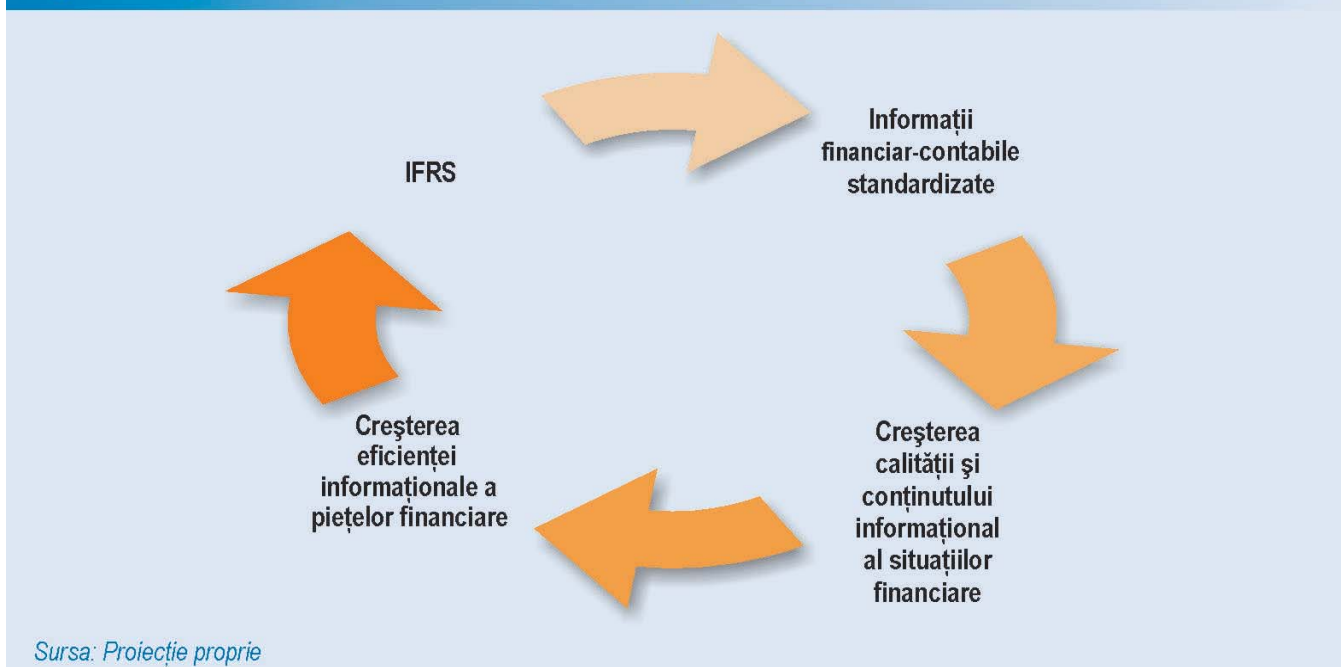 IFRS
Informații
financiar-contabile
standardizate
Creşterea
calității şi
conținutului
informațional
al situațiilor
financiare
Creşterea
eficienței
informaționale a
piețelor financiare
Sursa: Proiecție proprie